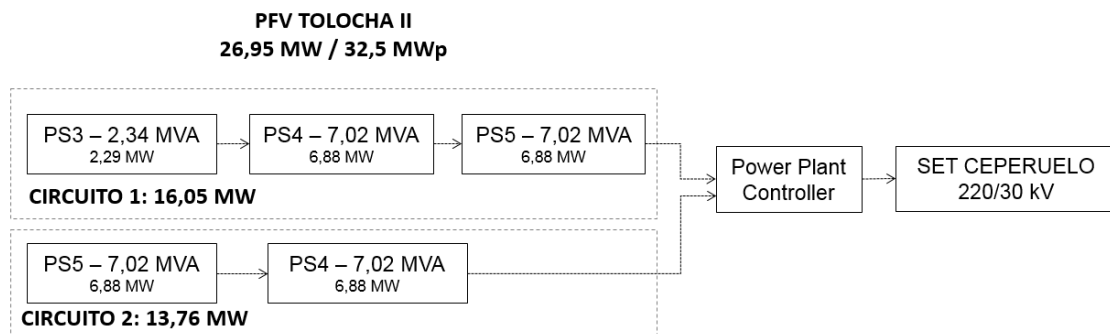 PFV TOLOCHA II
26,95 MW / 32,5 MWp
PS3 – 2,34 MVA
2,29 MW
PS4 – 7,02 MVA
6,88 MW
PS5 – 7,02 MVA
6,88 MW
CIRCUITO 1: 16,05 MW
Power Plant
Controller
SET CEPERUELO
220/30 kV
PS5 – 7,02 MVA
6,88 MW
PS4 – 7,02 MVA
6,88 MW
CIRCUITO 2: 13,76 MW